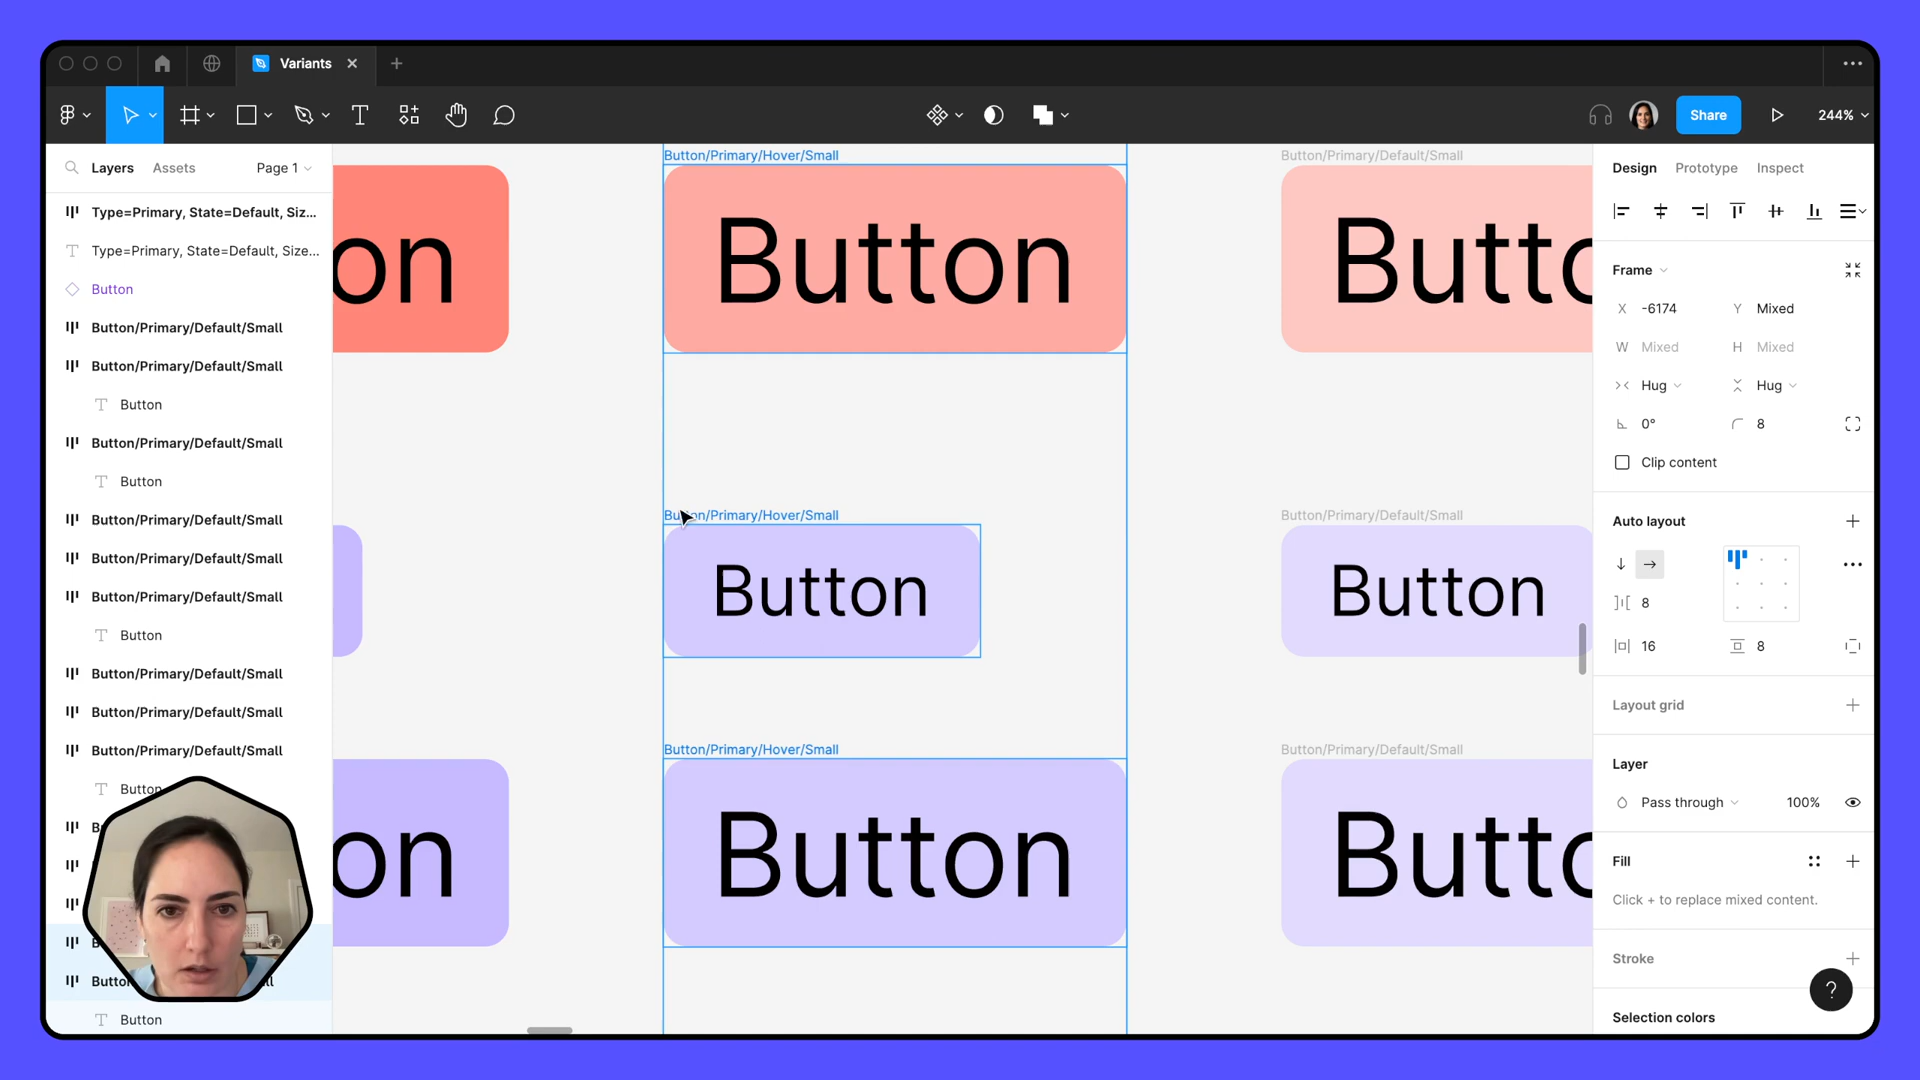 Variants
Share
244%
Layers
Assets
Page 1
Type=Primary, State=Default, Siz...
Type=Primary, State=Default, Size...
Button
Button/Primary/Default/Small
Button/Primary/Default/Small
Button
Button/Primary/Default/Small
Button
Button/Primary/Default/Small
Button/Primary/Default/Small
Button/Primary/Default/Small
Button
Button/Primary/Default/Small
Button/Primary/Default/Small
Button/Primary/Default/Small
Button
Button
on
on
Button/Primary/Hover/Small
Button
Button/Primary/Hover/Small
Button
Button/Primary/Hover/Small
Button
Button/Primary/Default/Small
Button/Primary/Default/Small
Button
Button/Primary/Default/Small
Design
Prototype
Inspect
Frame
X -6174 Y Mixed
W Mixed H Mixed
Hug Hug
0° 8
Clip content
Auto layout
8
16 8
Layout grid
Layer
Pass through 100%
Fill
Click + to replace mixed content.
Stroke
?
Selection colors